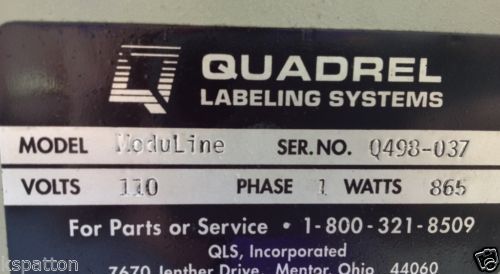 Q
QUADREL
LABELING SYSTEMS
MODEL ModuLine SER.NO. Q498-037
VOLTS 110 PHASE 1 WATTS 865
For Parts or Service • 1-800-321-8509
QLS, Incorporated
7670 Jenther Drive, Mentor, Ohio 44060
Copyright kspatton